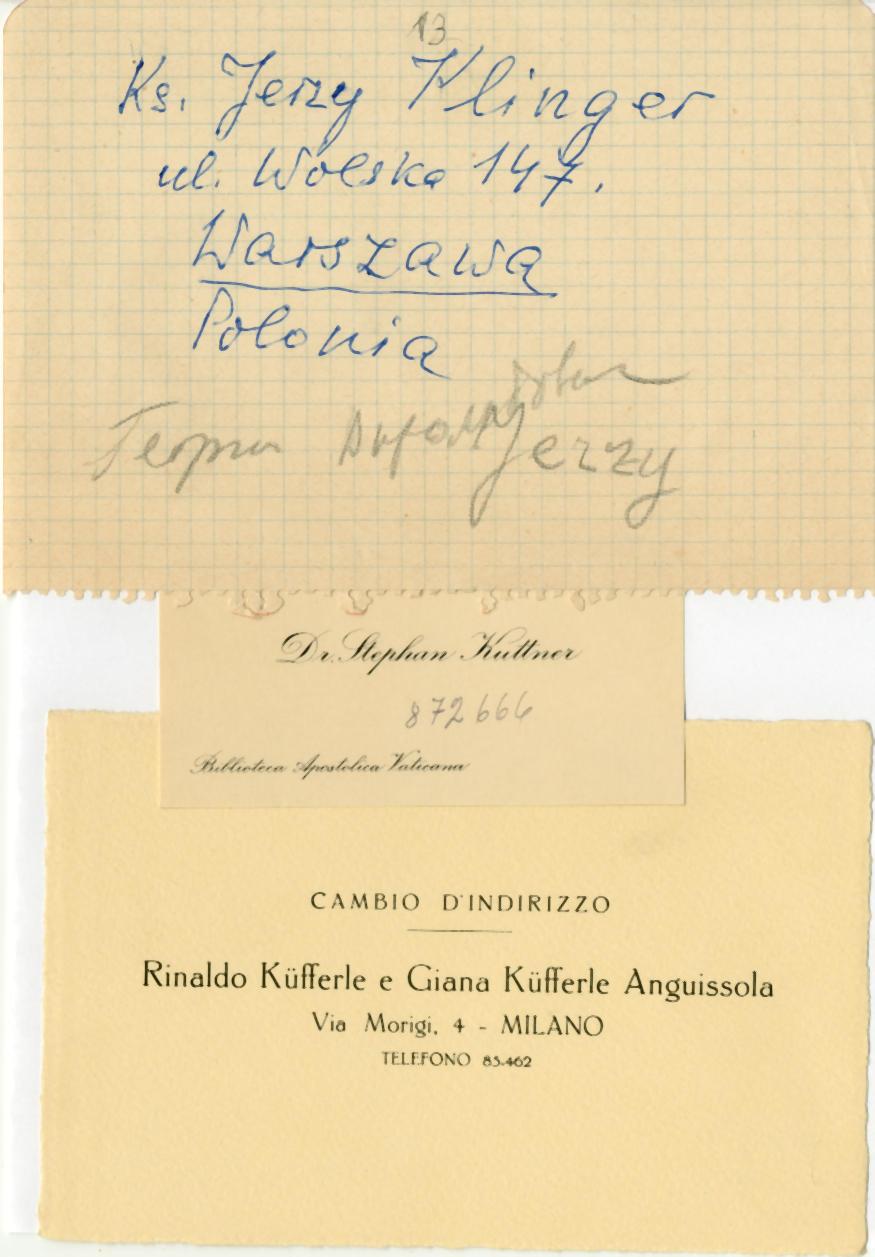 13
Ks. Jerzy Klinger
ul. Wolska 147.
Warszawa
Polonia
Jerzy
Dr. Stephan Kuttner
872666
Biblioteca Apostolica Vaticana
CAMBIO D'INDIRIZZO
Rinaldo Küfferle e Giana Küfferle Anguissola
Via Morigi, 4 - MILANO
TELEFONO 85.462